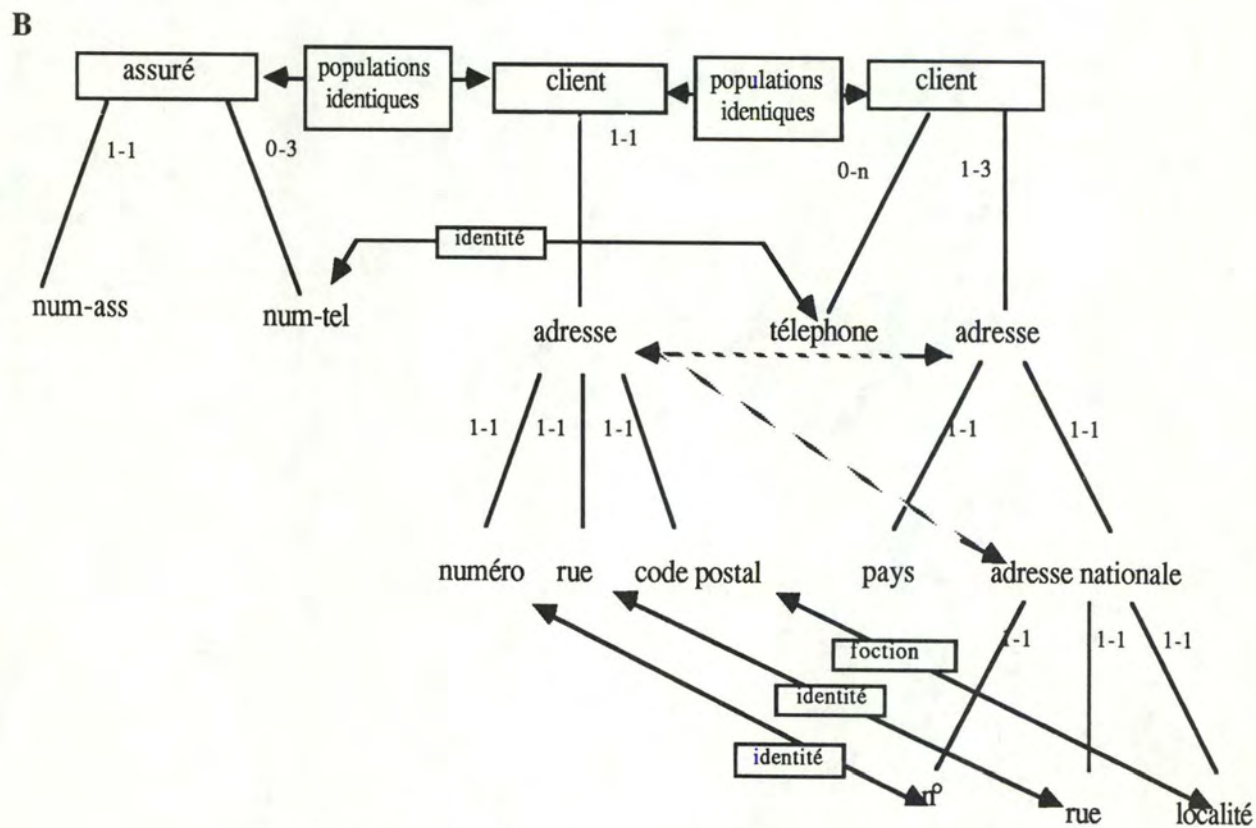 B
assuré
populations
identiques
client
populations
identiques
client
1-1
0-3
1-1
0-n
1-3
identité
num-ass
num-tel
adresse
télephone
adresse
1-1
1-1
1-1
1-1
1-1
numéro
rue
code postal
pays
adresse nationale
foction
1-1
1-1
1-1
identité
identité
n°
rue
localité